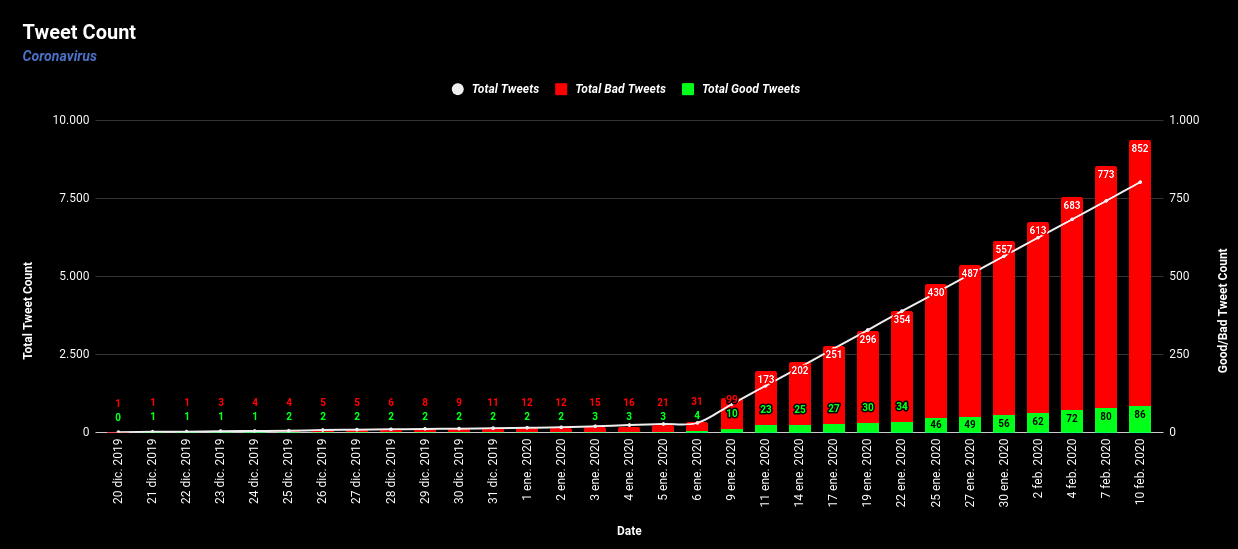 Tweet Count
Coronavirus
Total Tweets Total Bad Tweets Total Good Tweets
10.000 1.000
7.500 750
5.000 500
2.500 250
0 0
Total Tweet Count
Good/Bad Tweet Count
1 1 1 3 4 4 5 5 6 8 9 11 12 12 15 16 21 31 99 173 202 251 296 354 430 487 557 613 683 773 852
0 1 1 1 1 2 2 2 2 2 2 2 2 2 3 3 3 4 10 23 25 27 30 34 46 49 56 62 72 80 86
20 dic. 2019
21 dic. 2019
22 dic. 2019
23 dic. 2019
24 dic. 2019
25 dic. 2019
26 dic. 2019
27 dic. 2019
28 dic. 2019
29 dic. 2019
30 dic. 2019
31 dic. 2019
1 ene. 2020
2 ene. 2020
3 ene. 2020
4 ene. 2020
5 ene. 2020
6 ene. 2020
9 ene. 2020
11 ene. 2020
14 ene. 2020
17 ene. 2020
19 ene. 2020
22 ene. 2020
25 ene. 2020
27 ene. 2020
30 ene. 2020
2 feb. 2020
4 feb. 2020
7 feb. 2020
10 feb. 2020
Date